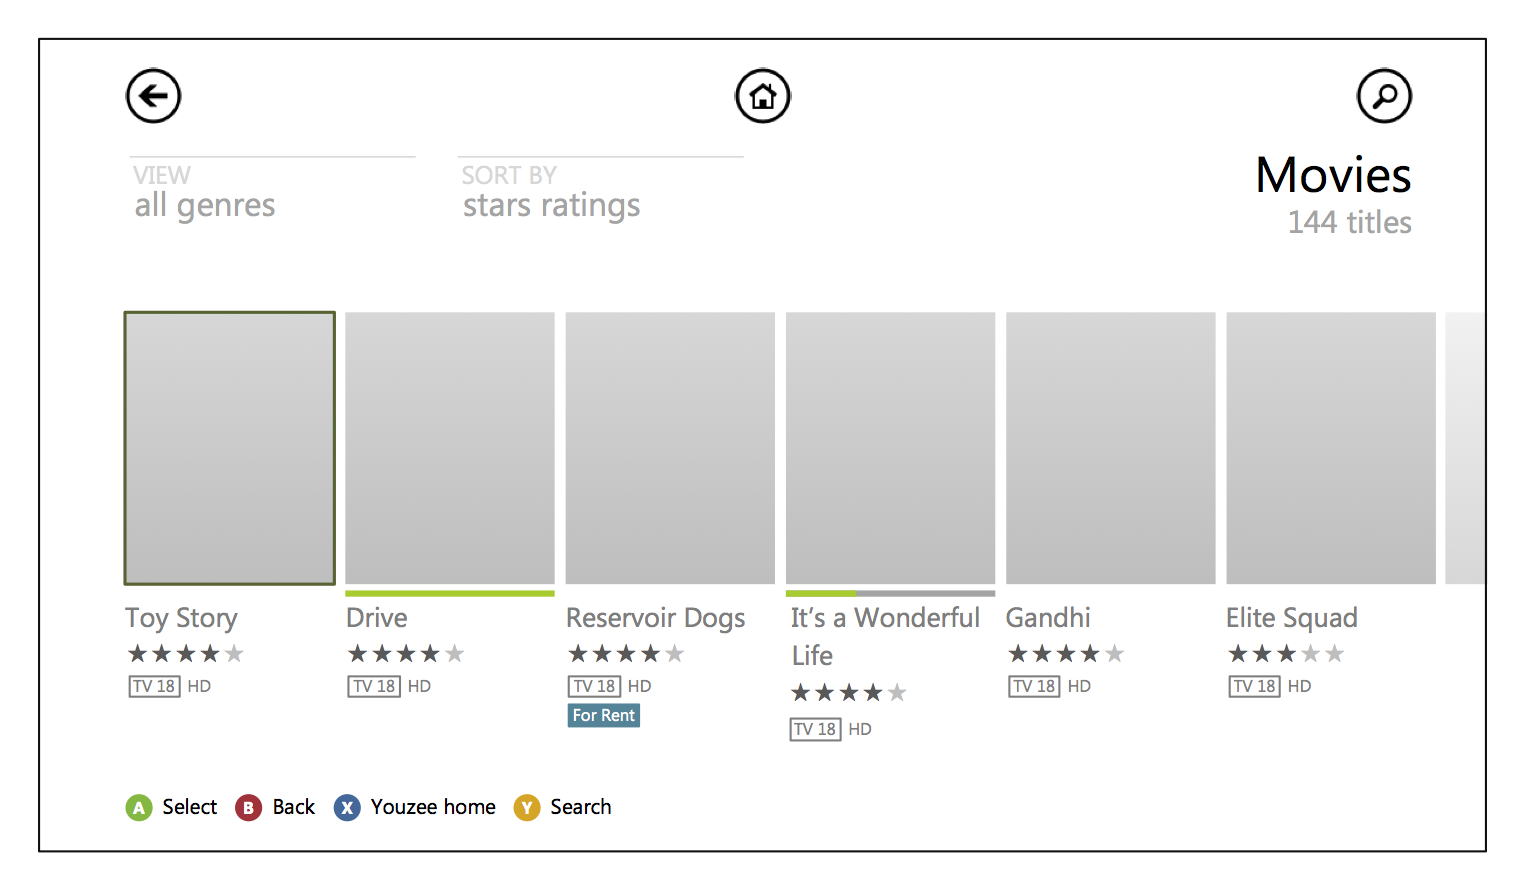 VIEW
all genres
SORT BY
stars ratings
Movies
144 titles
Toy Story
TV 18 HD
Drive
TV 18 HD
Reservoir Dogs
TV 18 HD
For Rent
It's a Wonderful
Life
TV 18 HD
Gandhi
TV 18 HD
Elite Squad
TV 18 HD
A Select B Back X Youzee home Y Search